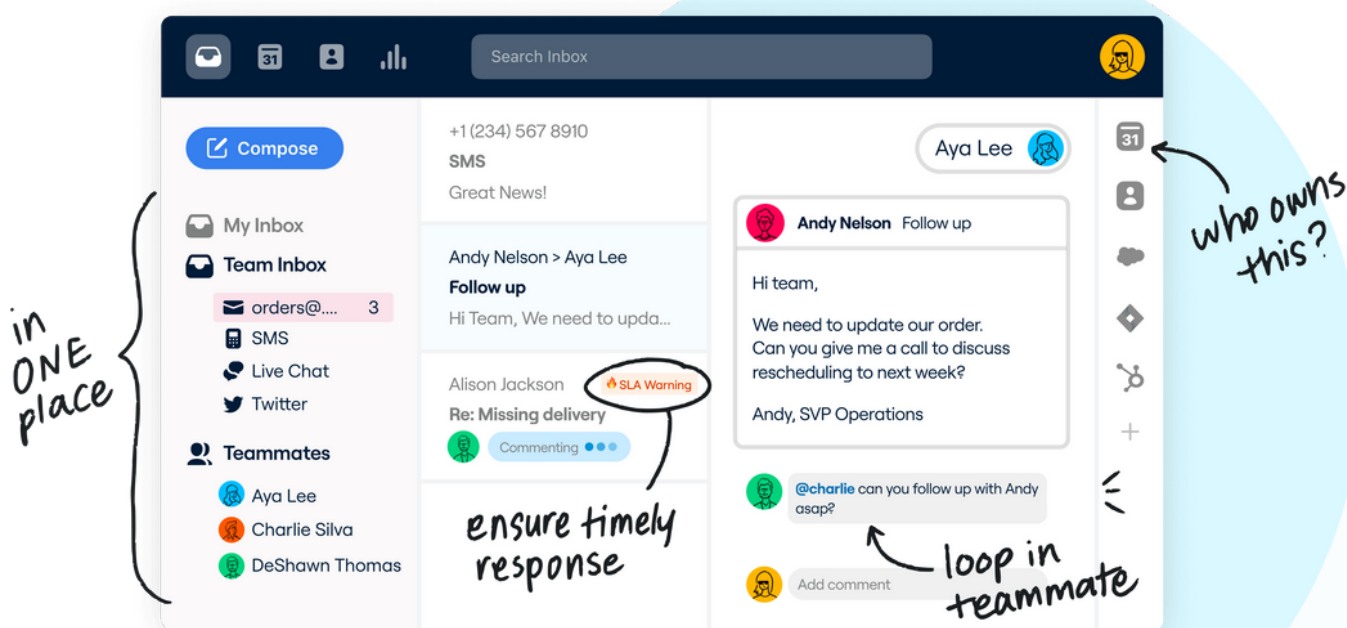 31
Search Inbox
Compose
My Inbox
Team Inbox
orders@.... 3
SMS
Live Chat
Twitter
Teammates
Aya Lee
Charlie Silva
DeShawn Thomas
in
ONE
place
+1 (234) 567 8910
SMS
Great News!
Andy Nelson > Aya Lee
Follow up
Hi Team, We need to upda...
Alison Jackson SLA Warning
Re: Missing delivery
Commenting
ensure timely
response
Aya Lee
Andy Nelson Follow up
Hi team,
We need to update our order.
Can you give me a call to discuss
rescheduling to next week?
Andy, SVP Operations
@charlie can you follow up with Andy
asap?
Add comment
loop in
teammate
31
who owns
this?